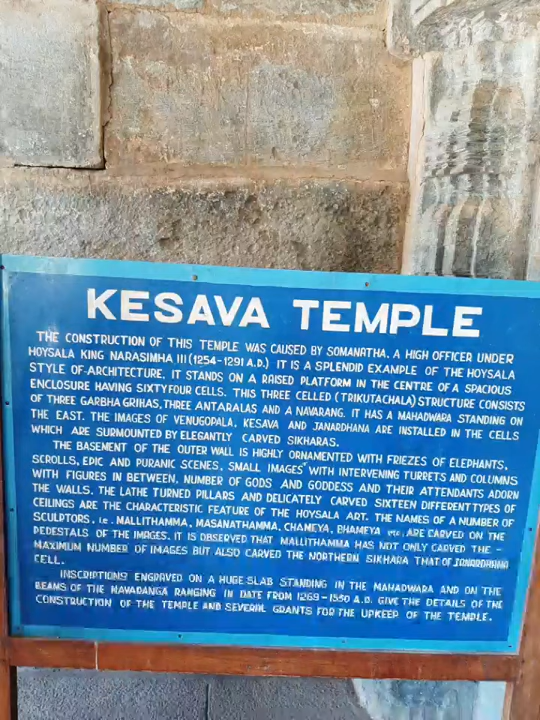 KESAVA TEMPLE
THE CONSTRUCTION OF THIS TEMPLE WAS CAUSED BY SOMANATHA, A HIGH OFFICER UNDER
HOYSALA KING NARASIMHA III (1254-1291 A.D.) IT IS A SPLENDID EXAMPLE OF THE HOYSALA
STYLE OF ARCHITECTURE. IT STANDS ON A RAISED PLATFORM IN THE CENTRE OF A SPACIOUS
ENCLOSURE HAVING SIXTYFOUR CELLS. THIS THREE CELLED (TRIKUTACHALA) STRUCTURE CONSISTS
OF THREE GARBHA GRIHAS, THREE ANTARALAS AND A NAVARANG. IT HAS A MAHADWARA STANDING ON
THE EAST. THE IMAGES OF VENUGOPALA, KESAVA AND JANARDHANA ARE INSTALLED IN THE CELLS
WHICH ARE SURMOUNTED BY ELEGANTLY CARVED SIKHARAS.
THE BASEMENT OF THE OUTER WALL IS HIGHLY ORNAMENTED WITH FRIEZES OF ELEPHANTS,
SCROLLS, EPIC AND PURANIC SCENES. SMALL IMAGES WITH INTERVENING TURRETS AND COLUMNS
WITH FIGURES IN BETWEEN. NUMBER OF GODS AND GODDESS AND THEIR ATTENDANTS ADORN
THE WALLS. THE LATHE TURNED PILLARS AND DELICATELY CARVED SIXTEEN DIFFERENT TYPES OF
CEILINGS ARE THE CHARACTERISTIC FEATURE OF THE HOYSALA ART. THE NAMES OF A NUMBER OF
SCULPTORS, i.e. MALLITHAMMA, MASANATHAMMA, CHAMEYA, BHAMEYA etc; ARE CARVED ON THE
PEDESTALS OF THE IMAGES. IT IS OBSERVED THAT MALLITHAMMA HAS NOT ONLY CARVED THE -
MAXIMUM NUMBER OF IMAGES BUT ALSO CARVED THE NORTHERN SIKHARA THAT OF JANARDHANA
CELL.
INSCRIPTIONS ENGRAVED ON A HUGE SLAB STANDING IN THE MAHADWARA AND ON THE
BEAMS OF THE NAVARANGA RANGING IN DATE FROM 1269-1550 A.D. GIVE THE DETAILS OF THE
CONSTRUCTION OF THE TEMPLE AND SEVERAL GRANTS FOR THE UPKEEP OF THE TEMPLE.